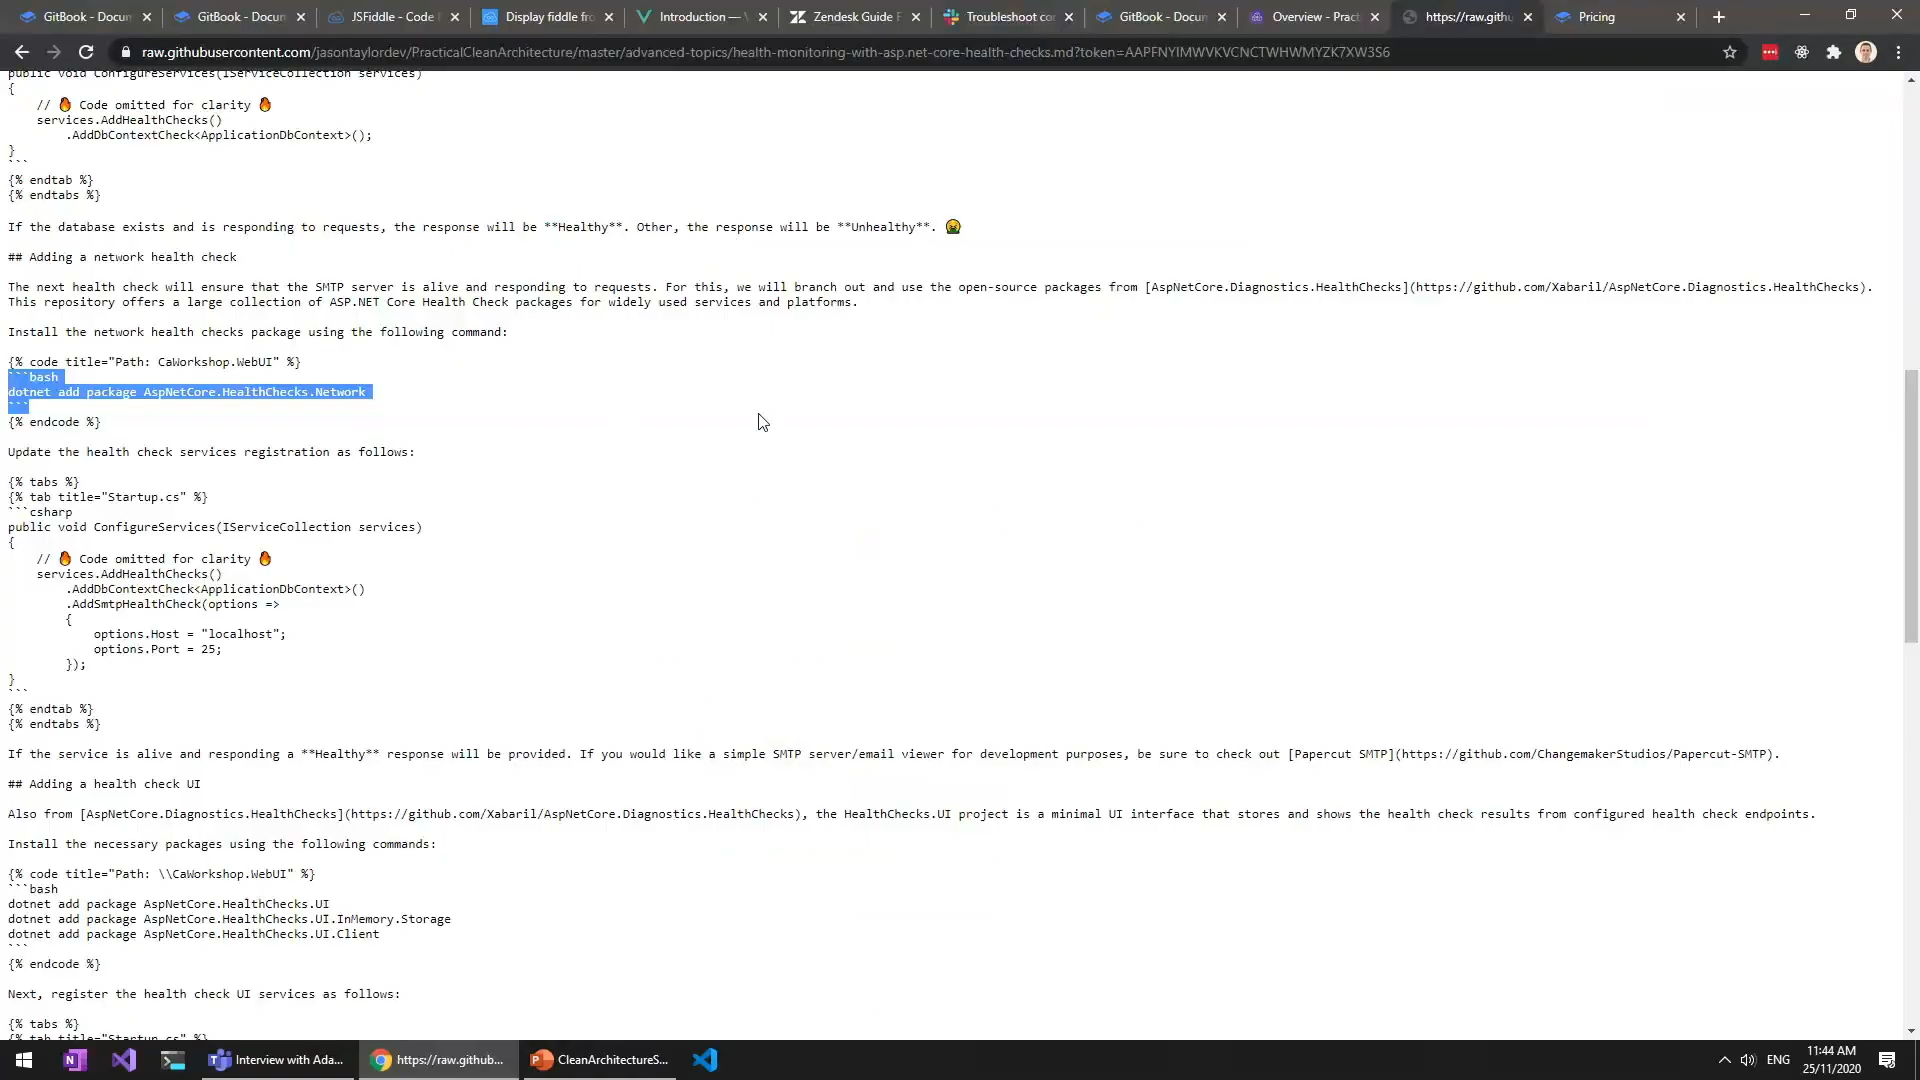 GitBook - Docum
GitBook - Docum
JSFiddle - Code
Display fiddle fro
Introduction — V
Zendesk Guide F
Troubleshoot co
GitBook - Docum
Overview - Pract
https://raw.githu
Pricing
raw.githubusercontent.com/jasontaylordev/PracticalCleanArchitecture/master/advanced-topics/health-monitoring-with-asp.net-core-health-checks.md?token=AAPFNYIMWVKVCNCTWHWMYZK7XW3S6
public void ConfigureServices(IServiceCollection services)
{
// 🔥 Code omitted for clarity 🔥
services.AddHealthChecks()
.AddDbContextCheck<ApplicationDbContext>();
}
```
{% endtab %}
{% endtabs %}
If the database exists and is responding to requests, the response will be **Healthy**. Other, the response will be **Unhealthy**. 🤮
## Adding a network health check
The next health check will ensure that the SMTP server is alive and responding to requests. For this, we will branch out and use the open-source packages from [AspNetCore.Diagnostics.HealthChecks](https://github.com/Xabaril/AspNetCore.Diagnostics.HealthChecks).
This repository offers a large collection of ASP.NET Core Health Check packages for widely used services and platforms.
Install the network health checks package using the following command:
{% code title="Path: CaWorkshop.WebUI" %}
```bash
dotnet add package AspNetCore.HealthChecks.Network
```
{% endcode %}
Update the health check services registration as follows:
{% tabs %}
{% tab title="Startup.cs" %}
```csharp
public void ConfigureServices(IServiceCollection services)
{
// 🔥 Code omitted for clarity 🔥
services.AddHealthChecks()
.AddDbContextCheck<ApplicationDbContext>()
.AddSmtpHealthCheck(options =>
{
options.Host = "localhost";
options.Port = 25;
});
}
```
{% endtab %}
{% endtabs %}
If the service is alive and responding a **Healthy** response will be provided. If you would like a simple SMTP server/email viewer for development purposes, be sure to check out [Papercut SMTP](https://github.com/ChangemakerStudios/Papercut-SMTP).
## Adding a health check UI
Also from [AspNetCore.Diagnostics.HealthChecks](https://github.com/Xabaril/AspNetCore.Diagnostics.HealthChecks), the HealthChecks.UI project is a minimal UI interface that stores and shows the health check results from configured health check endpoints.
Install the necessary packages using the following commands:
{% code title="Path: \\CaWorkshop.WebUI" %}
```bash
dotnet add package AspNetCore.HealthChecks.UI
dotnet add package AspNetCore.HealthChecks.UI.InMemory.Storage
dotnet add package AspNetCore.HealthChecks.UI.Client
```
{% endcode %}
Next, register the health check UI services as follows:
{% tabs %}
{% tab title="Startup.cs" %}
Interview with Ada...
https://raw.github...
CleanArchitectureS...
ENG
11:44 AM
25/11/2020